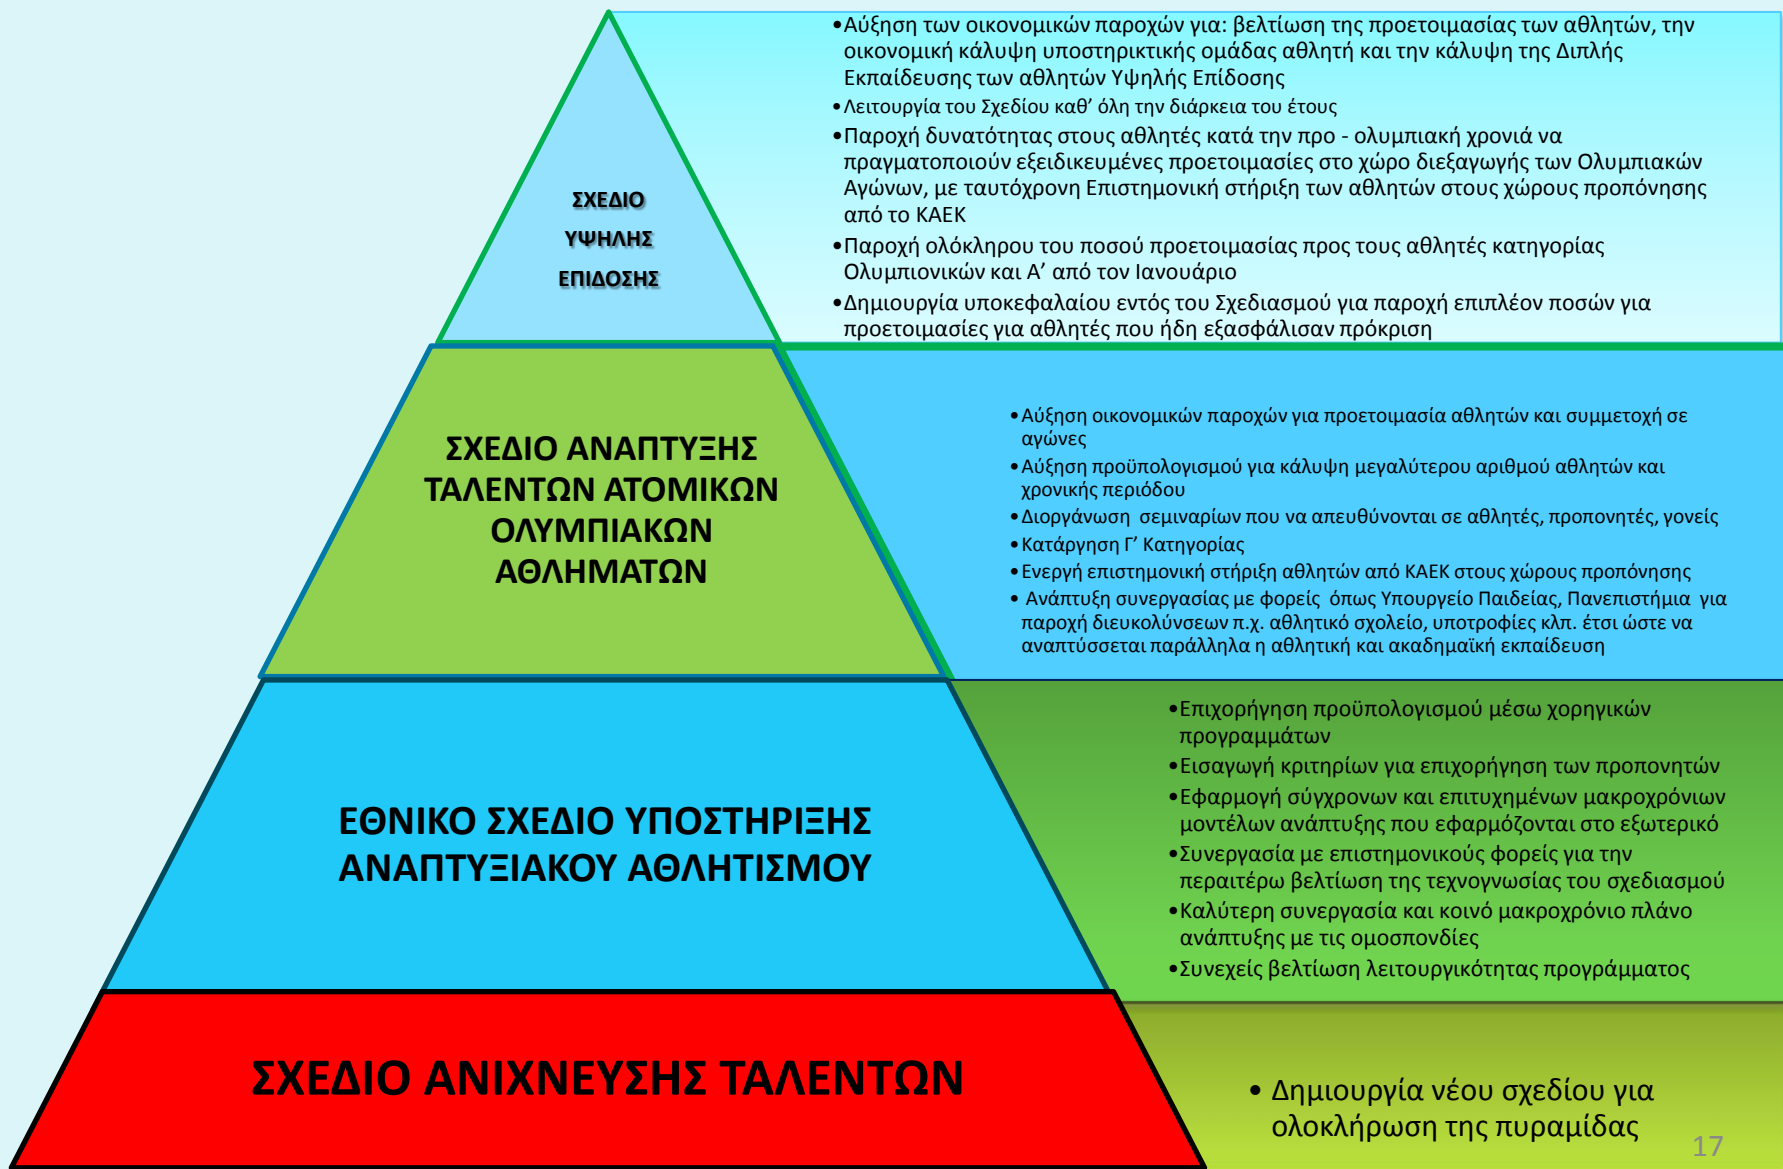 ΣΧΕΔΙΟ
ΥΨΗΛΗΣ
ΕΠΙΔΟΣΗΣ
•Αύξηση των οικονομικών παροχών για: βελτίωση της προετοιμασίας των αθλητών, την
οικονομική κάλυψη υποστηρικτικής ομάδας αθλητή και την κάλυψη της Διπλής
Εκπαίδευσης των αθλητών Υψηλής Επίδοσης
•Λειτουργία του Σχεδίου καθ’ όλη την διάρκεια του έτους
•Παροχή δυνατότητας στους αθλητές κατά την προ - ολυμπιακή χρονιά να
πραγματοποιούν εξειδικευμένες προετοιμασίες στο χώρο διεξαγωγής των Ολυμπιακών
Αγώνων, με ταυτόχρονη Επιστημονική στήριξη των αθλητών στους χώρους προπόνησης
από το ΚΑΕΚ
•Παροχή ολόκληρου του ποσού προετοιμασίας προς τους αθλητές κατηγορίας
Ολυμπιονικών και Α’ από τον Ιανουάριο
•Δημιουργία υποκεφαλαίου εντός του Σχεδιασμού για παροχή επιπλέον ποσών για
προετοιμασίες για αθλητές που ήδη εξασφάλισαν πρόκριση
ΣΧΕΔΙΟ ΑΝΑΠΤΥΞΗΣ
ΤΑΛΕΝΤΩΝ ΑΤΟΜΙΚΩΝ
ΟΛΥΜΠΙΑΚΩΝ
ΑΘΛΗΜΑΤΩΝ
•Αύξηση οικονομικών παροχών για προετοιμασία αθλητών και συμμετοχή σε
αγώνες
•Αύξηση προϋπολογισμού για κάλυψη μεγαλύτερου αριθμού αθλητών και
χρονικής περιόδου
•Διοργάνωση σεμιναρίων που να απευθύνονται σε αθλητές, προπονητές, γονείς
•Κατάργηση Γ’ Κατηγορίας
•Ενεργή επιστημονική στήριξη αθλητών από ΚΑΕΚ στους χώρους προπόνησης
• Ανάπτυξη συνεργασίας με φορείς όπως Υπουργείο Παιδείας, Πανεπιστήμια για
παροχή διευκολύνσεων π.χ. αθλητικό σχολείο, υποτροφίες κλπ. έτσι ώστε να
αναπτύσσεται παράλληλα η αθλητική και ακαδημαϊκή εκπαίδευση
ΕΘΝΙΚΟ ΣΧΕΔΙΟ ΥΠΟΣΤΗΡΙΞΗΣ
ΑΝΑΠΤΥΞΙΑΚΟΥ ΑΘΛΗΤΙΣΜΟΥ
•Επιχορήγηση προϋπολογισμού μέσω χορηγικών
προγραμμάτων
•Εισαγωγή κριτηρίων για επιχορήγηση των προπονητών
•Εφαρμογή σύγχρονων και επιτυχημένων μακροχρόνιων
μοντέλων ανάπτυξης που εφαρμόζονται στο εξωτερικό
•Συνεργασία με επιστημονικούς φορείς για την
περαιτέρω βελτίωση της τεχνογνωσίας του σχεδιασμού
•Καλύτερη συνεργασία και κοινό μακροχρόνιο πλάνο
ανάπτυξης με τις ομοσπονδίες
•Συνεχείς βελτίωση λειτουργικότητας προγράμματος
ΣΧΕΔΙΟ ΑΝΙΧΝΕΥΣΗΣ ΤΑΛΕΝΤΩΝ
• Δημιουργία νέου σχεδίου για
ολοκλήρωση της πυραμίδας
17